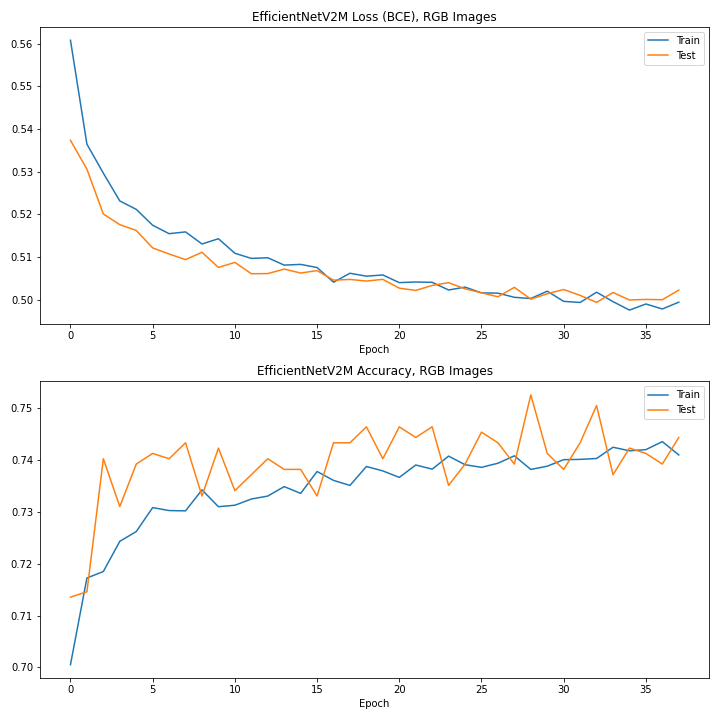 EfficientNetV2M Loss (BCE), RGB Images
Train
Test
0.56
0.55
0.54
0.53
0.52
0.51
0.50
0 5 10 15 20 25 30 35
Epoch
EfficientNetV2M Accuracy, RGB Images
Train
Test
0.75
0.74
0.73
0.72
0.71
0.70
0 5 10 15 20 25 30 35
Epoch